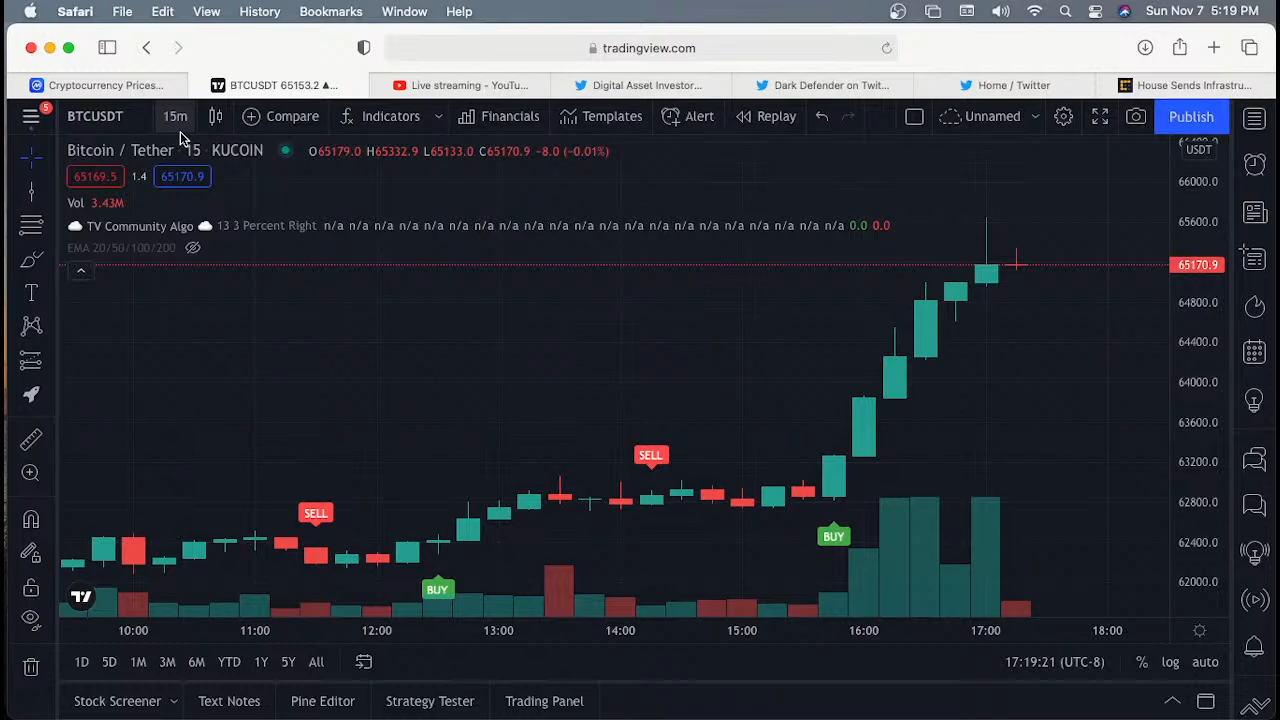 Safari File Edit View History Bookmarks Window Help Sun Nov 7 5:19 PM
tradingview.com
Cryptocurrency Prices... BTCUSDT 65153.2 ▲... Live streaming - YouTu... Digital Asset Investor... Dark Defender on Twit... Home / Twitter House Sends Infrastru...
5 BTCUSDT 15m Compare Indicators Financials Templates Alert Replay Unnamed Publish
Bitcoin / Tether · 15 · KUCOIN O65179.0 H65332.9 L65133.0 C65170.9 −8.0 (−0.01%)
USDT
65169.5 1.4 65170.9
66000.0
Vol 3.43M
TV Community Algo 13 3 Percent Right n/a n/a n/a n/a n/a n/a n/a n/a n/a n/a n/a n/a n/a n/a n/a n/a n/a n/a n/a n/a n/a 0.0 0.0
65600.0
EMA 20/50/100/200
65170.9
64800.0
64400.0
64000.0
63600.0
SELL
63200.0
62800.0
SELL
BUY
62400.0
BUY
62000.0
10:00 11:00 12:00 13:00 14:00 15:00 16:00 17:00 18:00
1D 5D 1M 3M 6M YTD 1Y 5Y All 17:19:21 (UTC-8) % log auto
Stock Screener Text Notes Pine Editor Strategy Tester Trading Panel